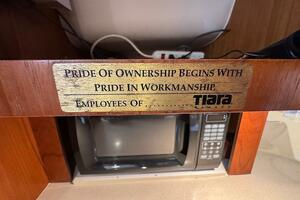 PRIDE OF OWNERSHIP BEGINS WITH
PRIDE IN WORKMANSHIP
EMPLOYEES OF TIARA